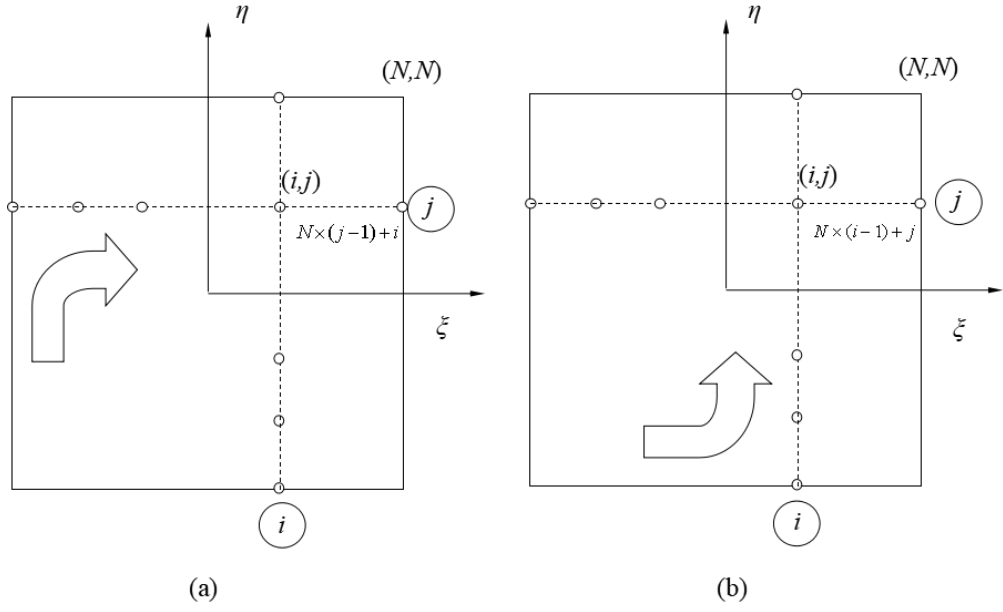 η
(N,N)
(i,j)
j
N×(j−1)+i
ξ
i
(a)
η
(N,N)
(i,j)
j
N×(i−1)+j
ξ
i
(b)